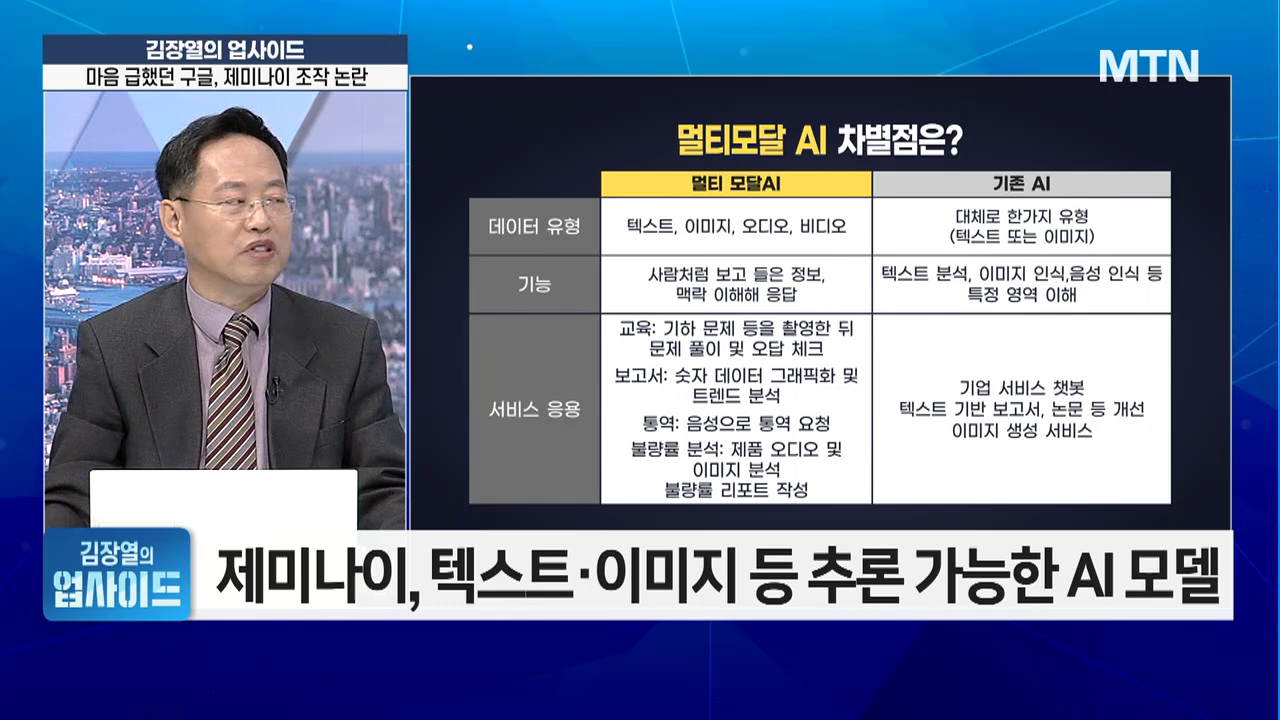 김장열의 업사이드
마음 급했던 구글, 제미나이 조작 논란
MTN
멀티모달 AI 차별점은?
멀티 모달AI
기존 AI
데이터 유형
텍스트, 이미지, 오디오, 비디오
대체로 한가지 유형
(텍스트 또는 이미지)
기능
사람처럼 보고 들은 정보,
맥락 이해해 응답
텍스트 분석, 이미지 인식,음성 인식 등
특정 영역 이해
서비스 응용
교육: 기하 문제 등을 촬영한 뒤
문제 풀이 및 오답 체크
보고서: 숫자 데이터 그래픽화 및
트렌드 분석
통역: 음성으로 통역 요청
불량률 분석: 제품 오디오 및
이미지 분석
불량률 리포트 작성
기업 서비스 챗봇
텍스트 기반 보고서, 논문 등 개선
이미지 생성 서비스
김장열의
업사이드
제미나이, 텍스트·이미지 등 추론 가능한 AI 모델